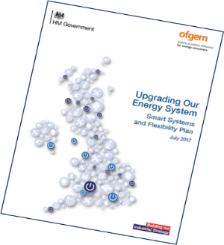 HM Government
ofgem
Upgrading Our
Energy System
Smart Systems
and Flexibility Plan
July 2017